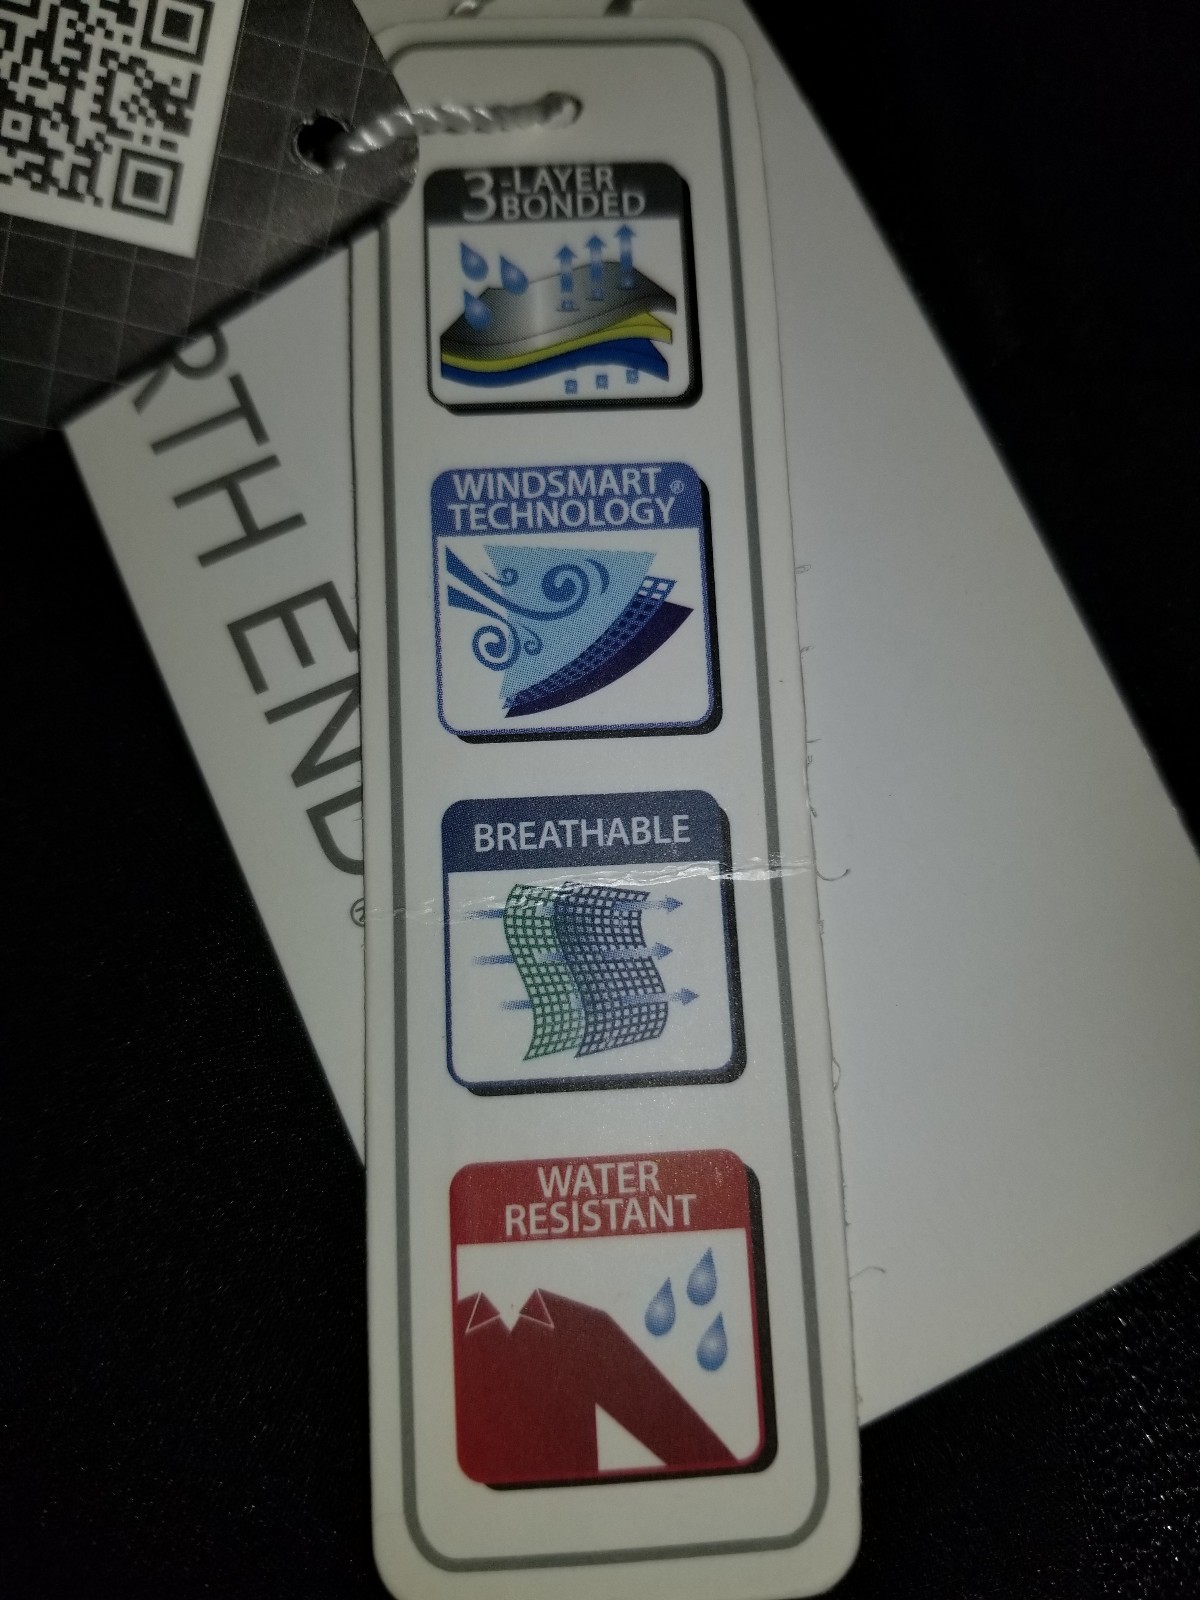 3-LAYER
BONDED
WINDSMART ®
TECHNOLOGY
BREATHABLE
WATER
RESISTANT
RTH END ®